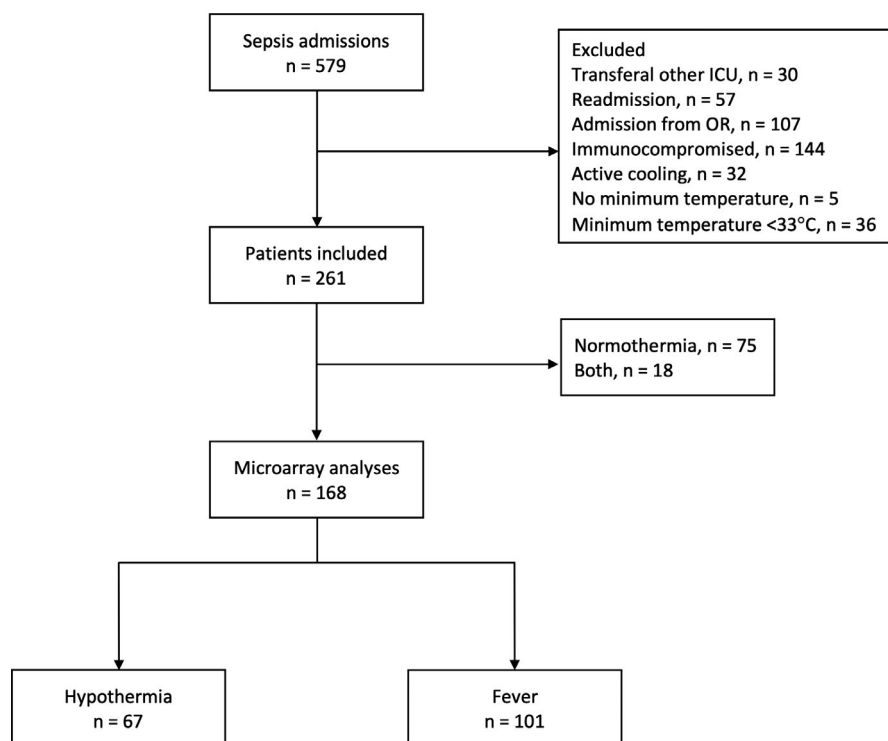 Sepsis admissions
n = 579
Excluded
Transferal other ICU, n = 30
Readmission, n = 57
Admission from OR, n = 107
Immunocompromised, n = 144
Active cooling, n = 32
No minimum temperature, n = 5
Minimum temperature <33°C, n = 36
Patients included
n = 261
Normothermia, n = 75
Both, n = 18
Microarray analyses
n = 168
Hypothermia
n = 67
Fever
n = 101